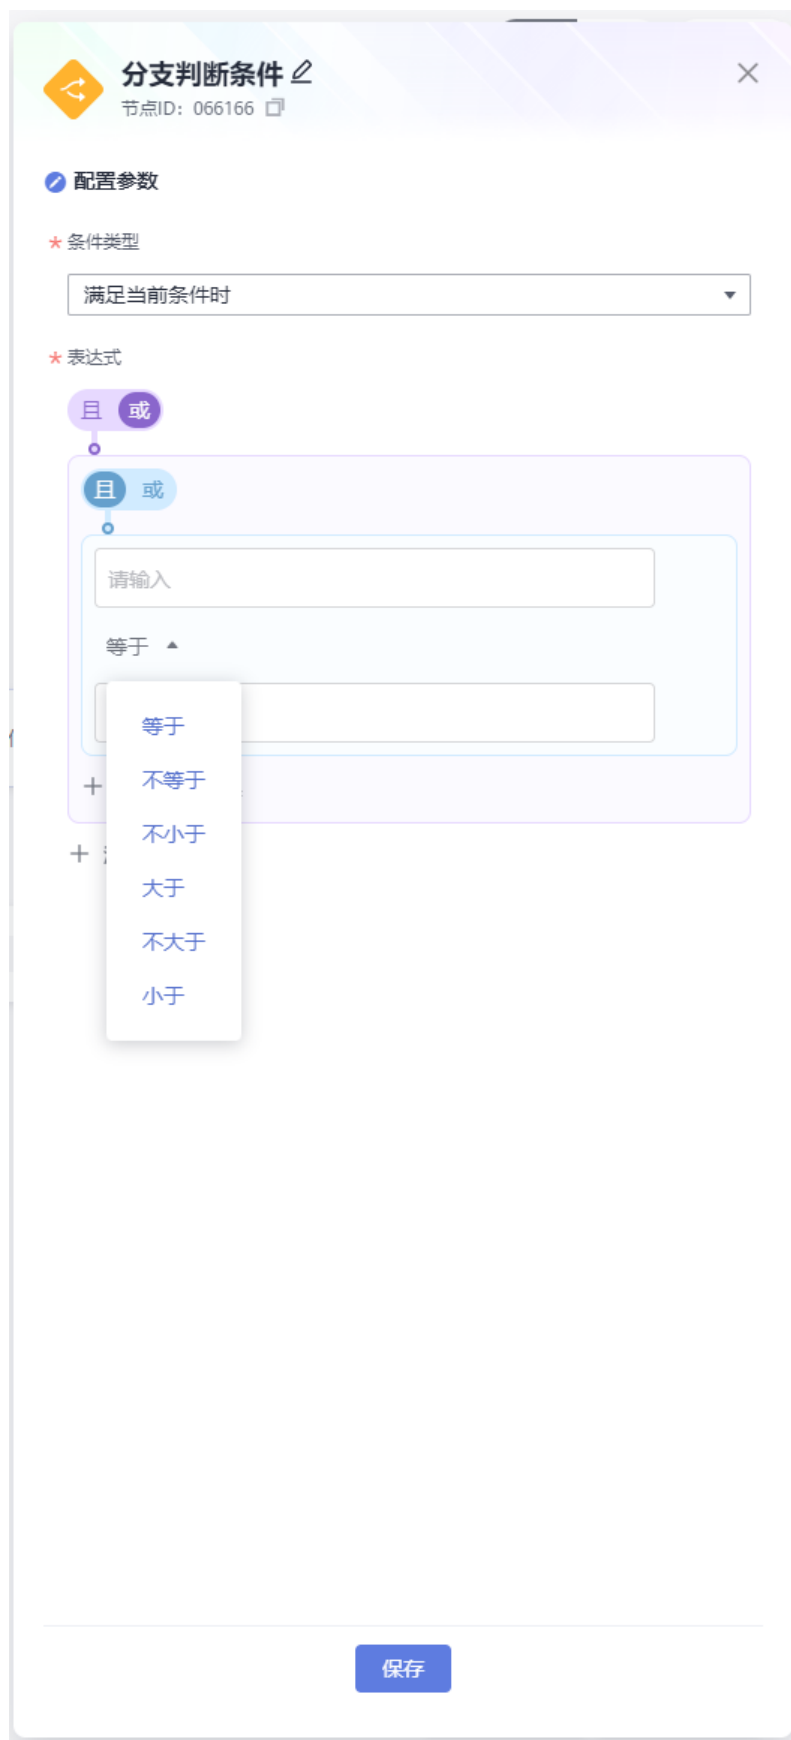 分支判断条件
节点ID: 066166
配置参数
* 条件类型
满足当前条件时
* 表达式
且 或
且 或
请输入
等于
等于
不等于
不小于
大于
不大于
小于
保存